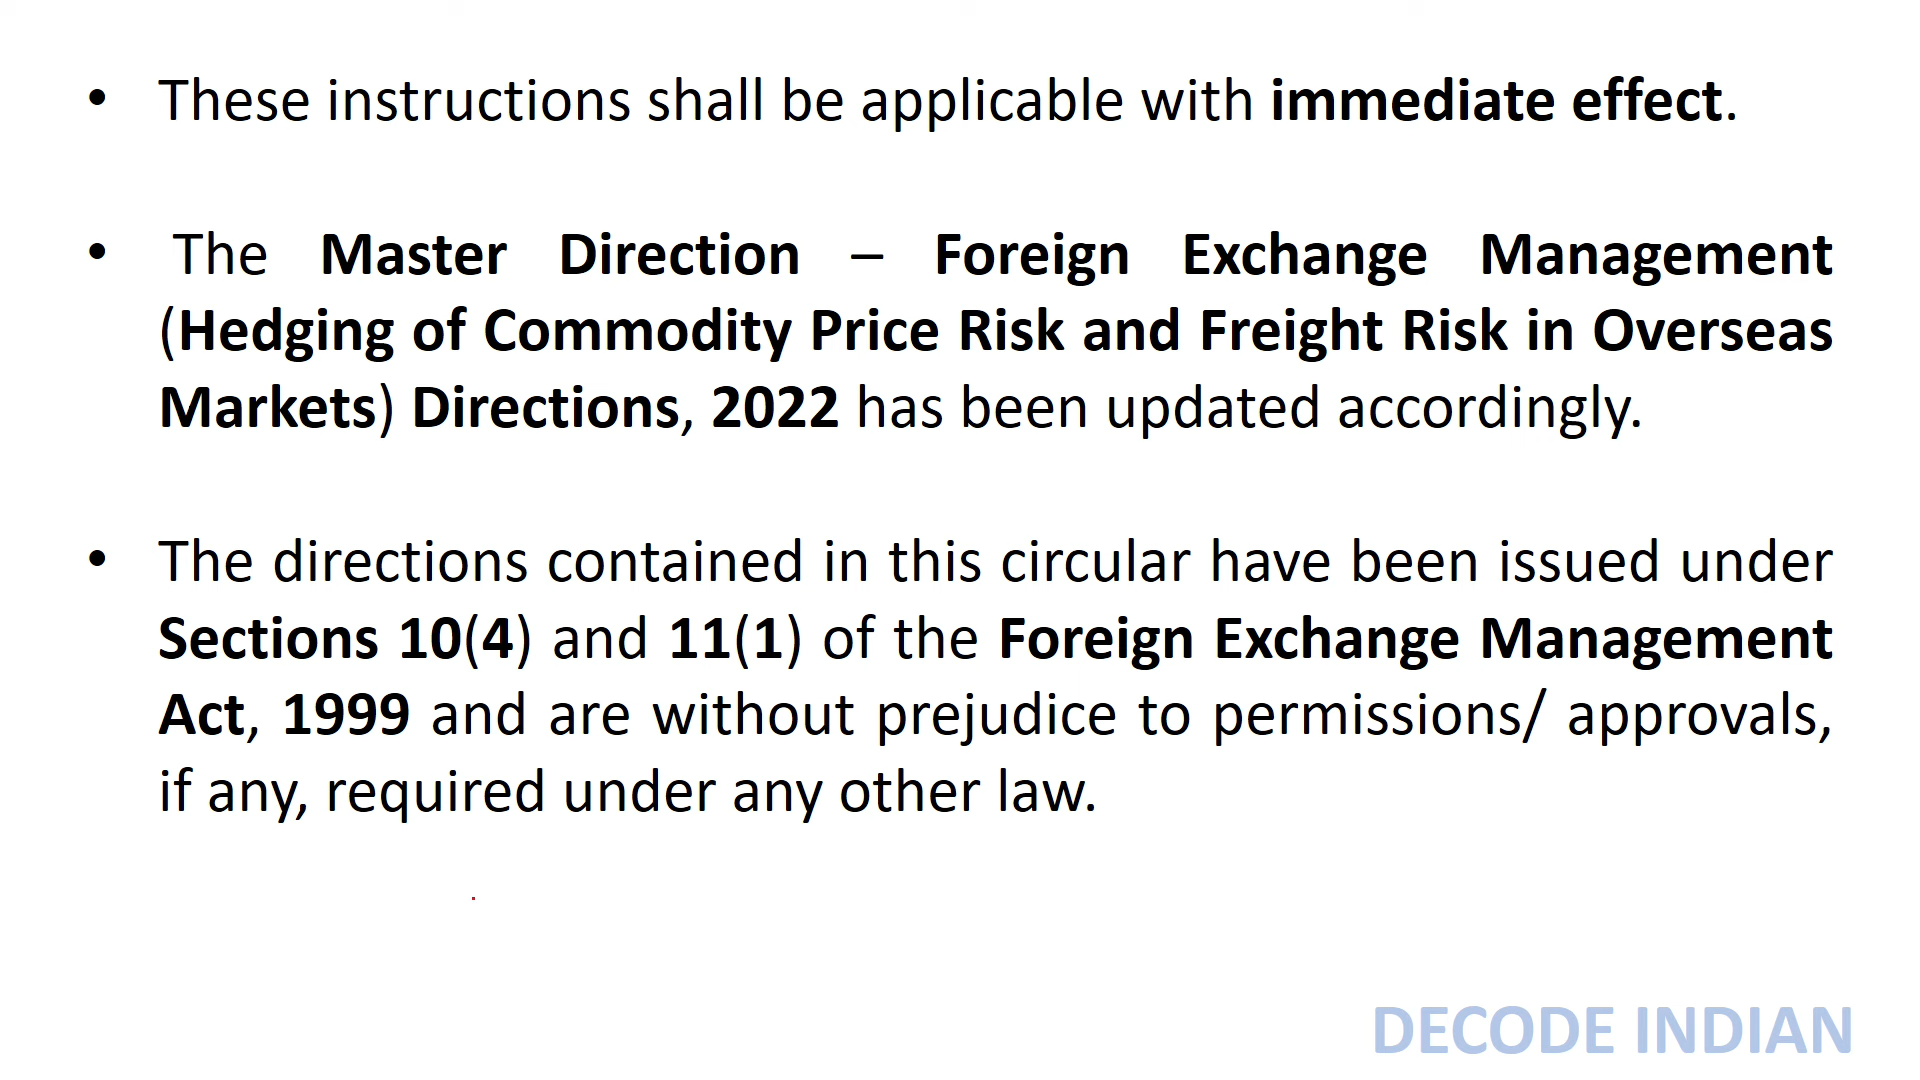 • These instructions shall be applicable with immediate effect.
• The Master Direction – Foreign Exchange Management
(Hedging of Commodity Price Risk and Freight Risk in Overseas
Markets) Directions, 2022 has been updated accordingly.
• The directions contained in this circular have been issued under
Sections 10(4) and 11(1) of the Foreign Exchange Management
Act, 1999 and are without prejudice to permissions/ approvals,
if any, required under any other law.
DECODE INDIAN